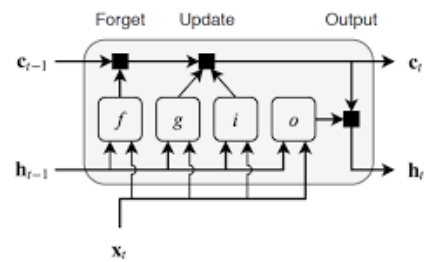 Forget Update Output
c_{t-1} c_t
f g i o
h_{t-1} h_t
x_t